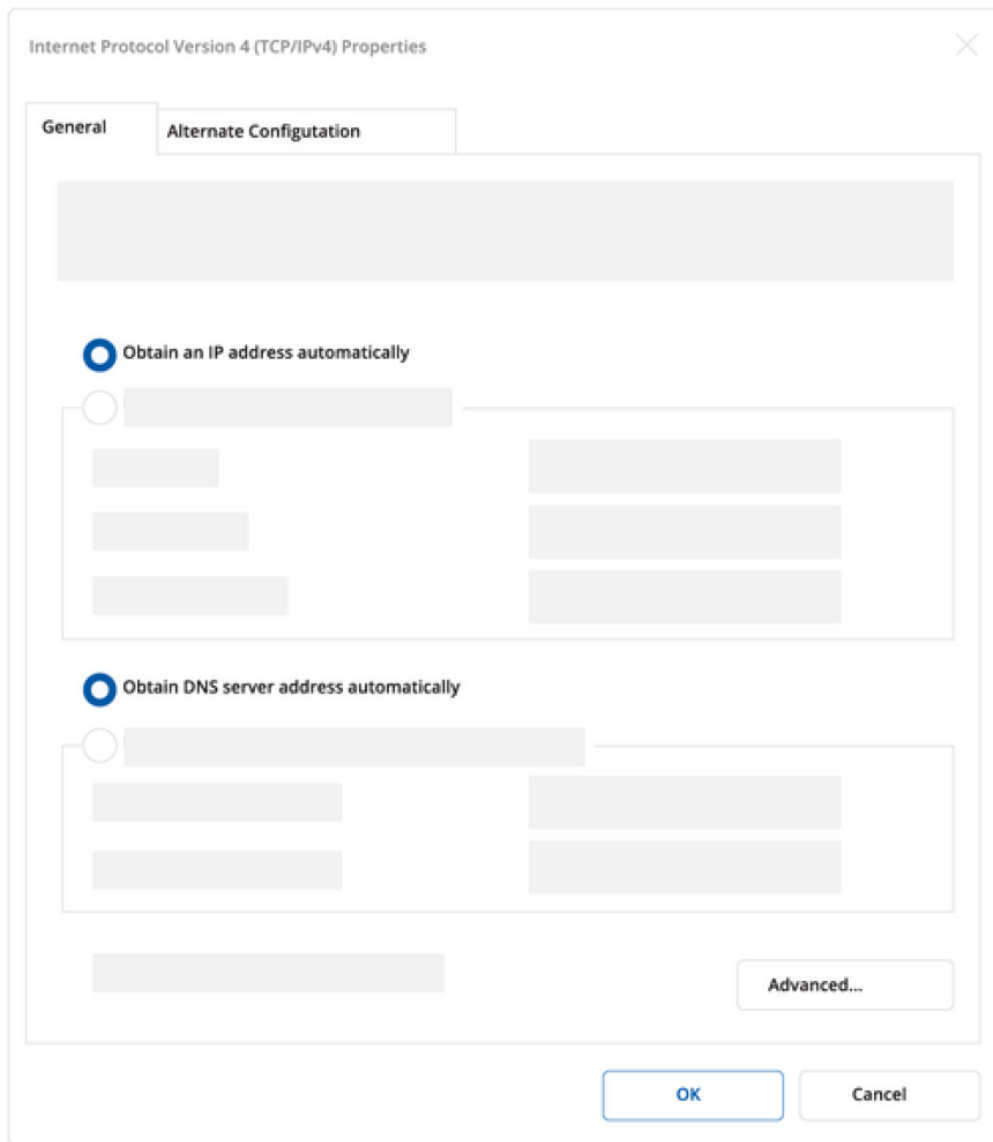 Internet Protocol Version 4 (TCP/IPv4) Properties
General
Alternate Configutation
Obtain an IP address automatically
Obtain DNS server address automatically
Advanced...
OK
Cancel